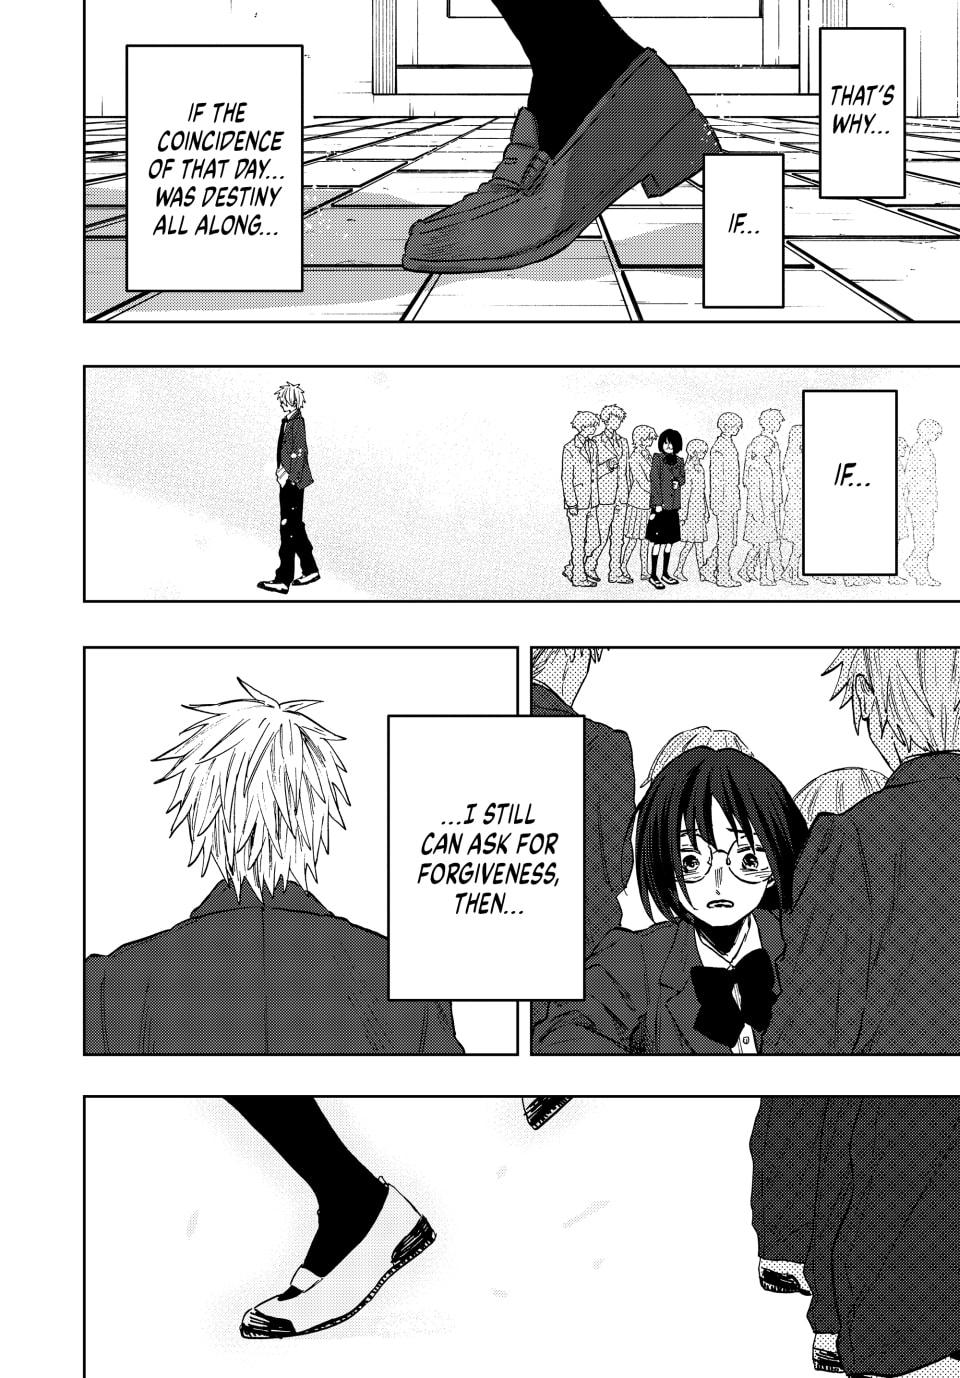 THAT'S
WHY...
IF...
IF THE
COINCIDENCE
OF THAT DAY...
WAS DESTINY
ALL ALONG...
IF...
...I STILL
CAN ASK FOR
FORGIVENESS,
THEN...